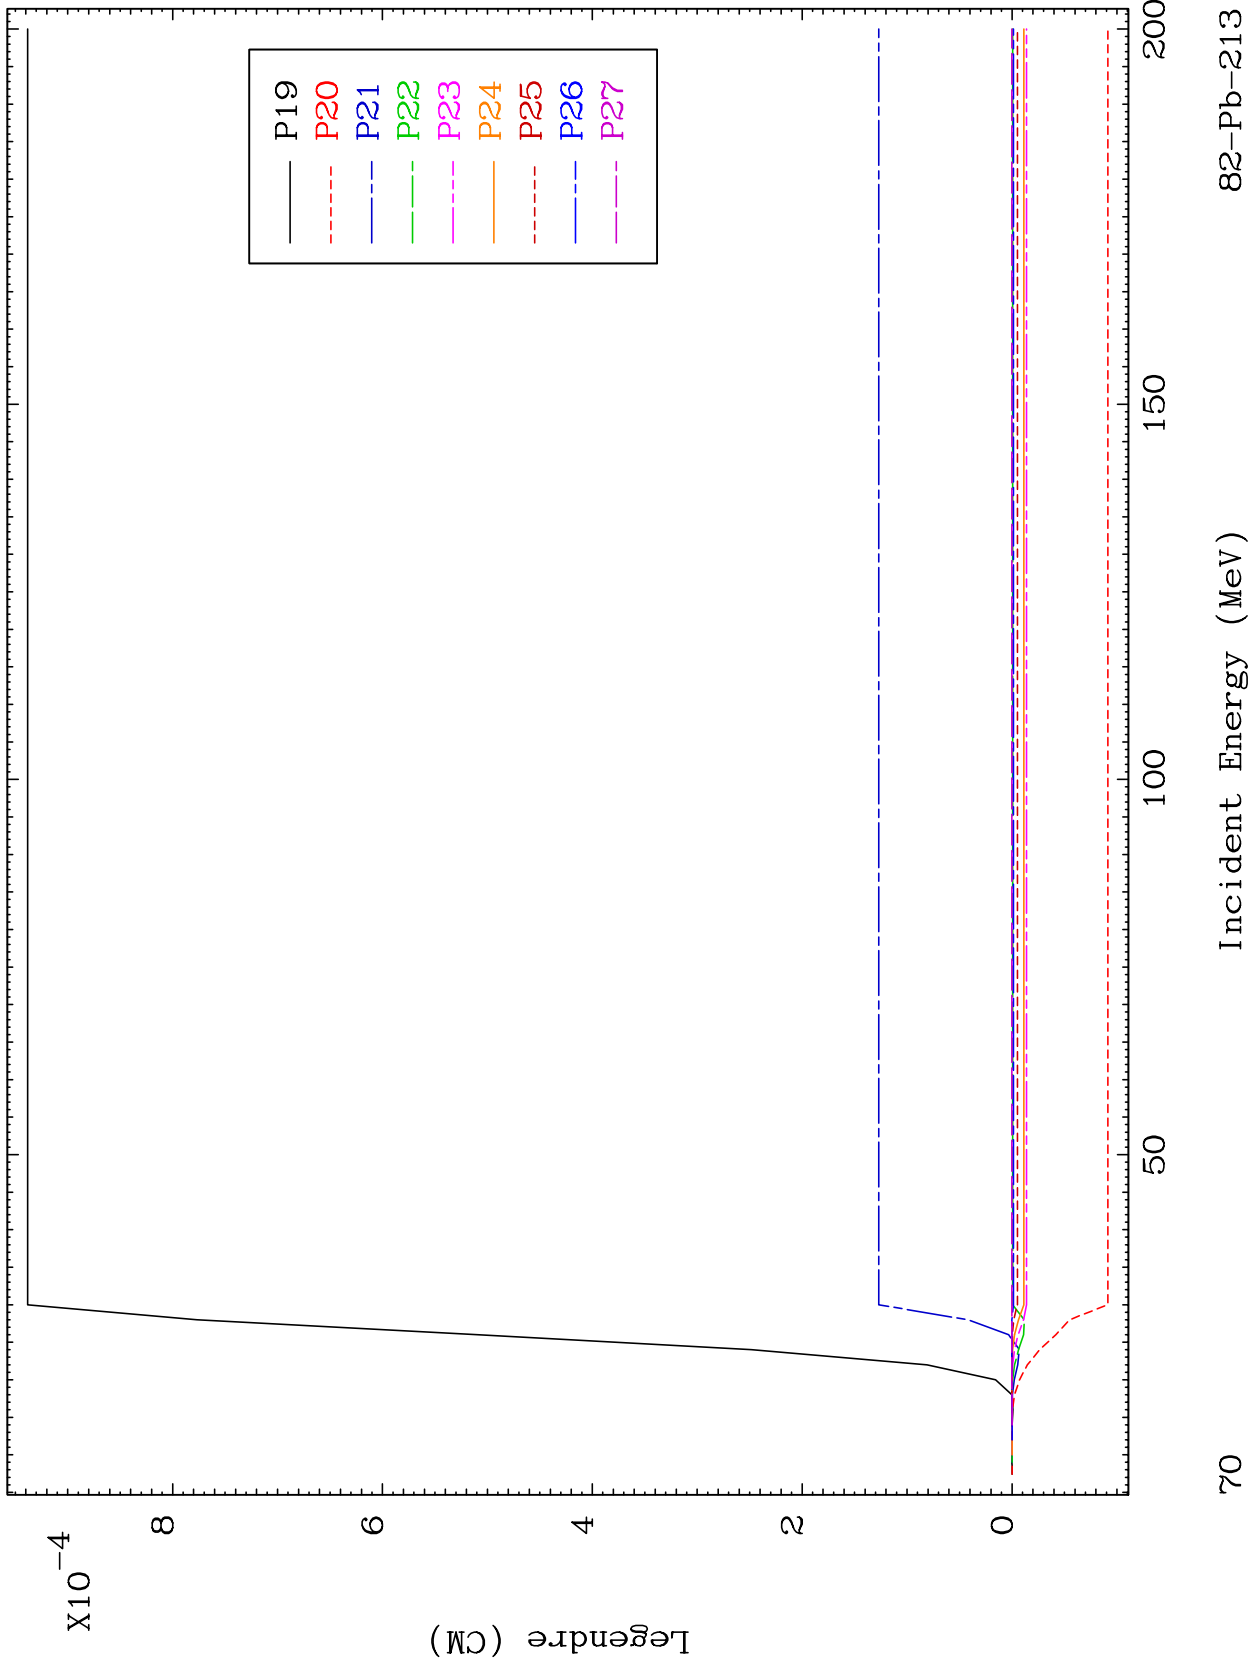 X10
-4
8
6
4
2
0
Legendre (CM)
P19
P20
P21
P22
P23
P24
P25
P26
P27
50
100
150
200
Incident Energy (MeV)
70
82-Pb-213